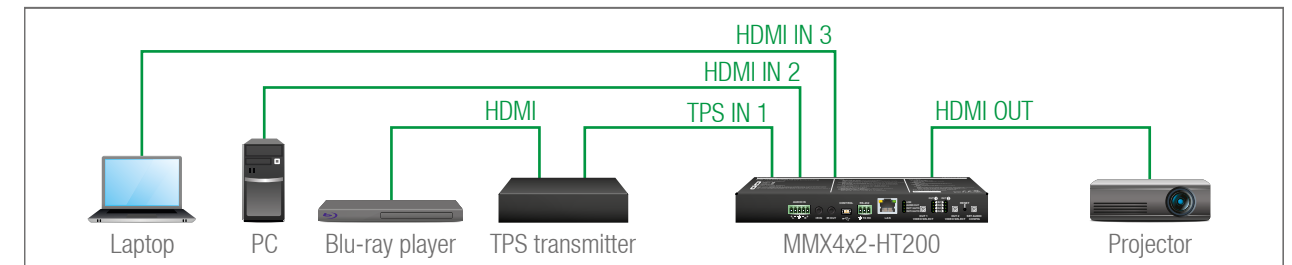 HDMI IN 3
HDMI IN 2
HDMI
TPS IN 1
HDMI OUT
Laptop
PC
Blu-ray player
TPS transmitter
MMX4x2-HT200
Projector